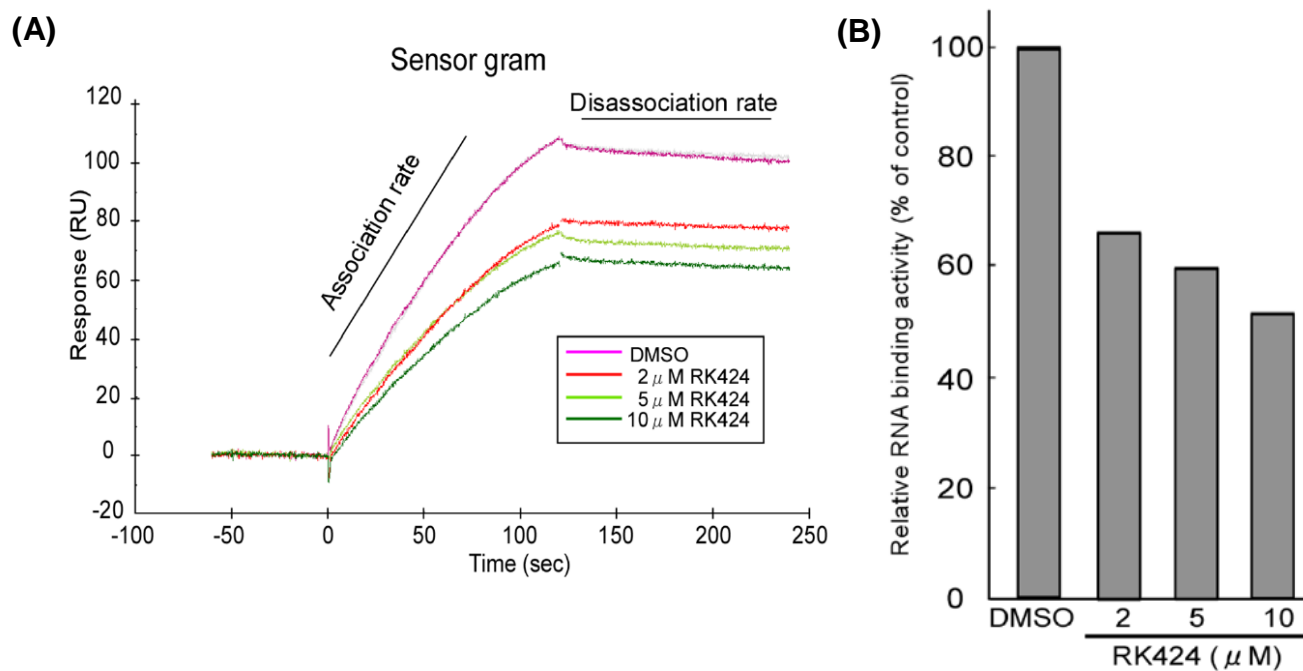 (A)
Sensor gram
Response (RU)
120
100
80
60
40
20
0
-20
Association rate
Disassociation rate
DMSO
2 μ M RK424
5 μ M RK424
10 μ M RK424
-100
-50
0
50
100
150
200
250
Time (sec)
(B)
Relative RNA binding activity (% of control)
100
80
60
40
20
0
DMSO
2
5
10
RK424 ( μ M)